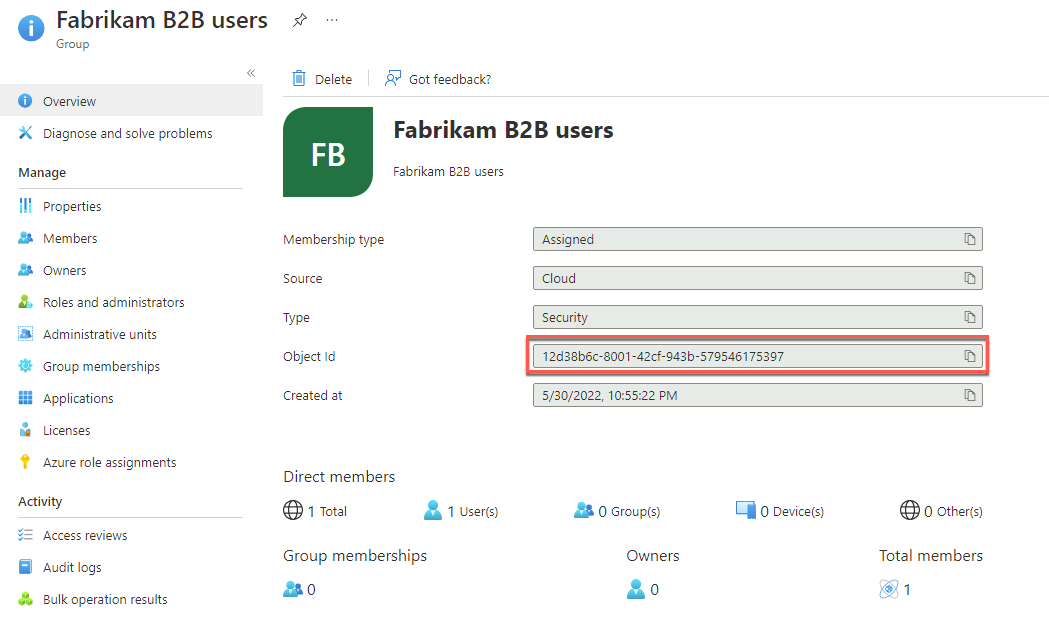 Fabrikam B2B users
Group
Overview
Diagnose and solve problems
Manage
Properties
Members
Owners
Roles and administrators
Administrative units
Group memberships
Applications
Licenses
Azure role assignments
Activity
Access reviews
Audit logs
Bulk operation results
Delete
Got feedback?
FB
Fabrikam B2B users
Fabrikam B2B users
Membership type Assigned
Source Cloud
Type Security
Object Id 12d38b6c-8001-42cf-943b-579546175397
Created at 5/30/2022, 10:55:22 PM
Direct members
1 Total 1 User(s) 0 Group(s) 0 Device(s) 0 Other(s)
Group memberships Owners Total members
0 0 1